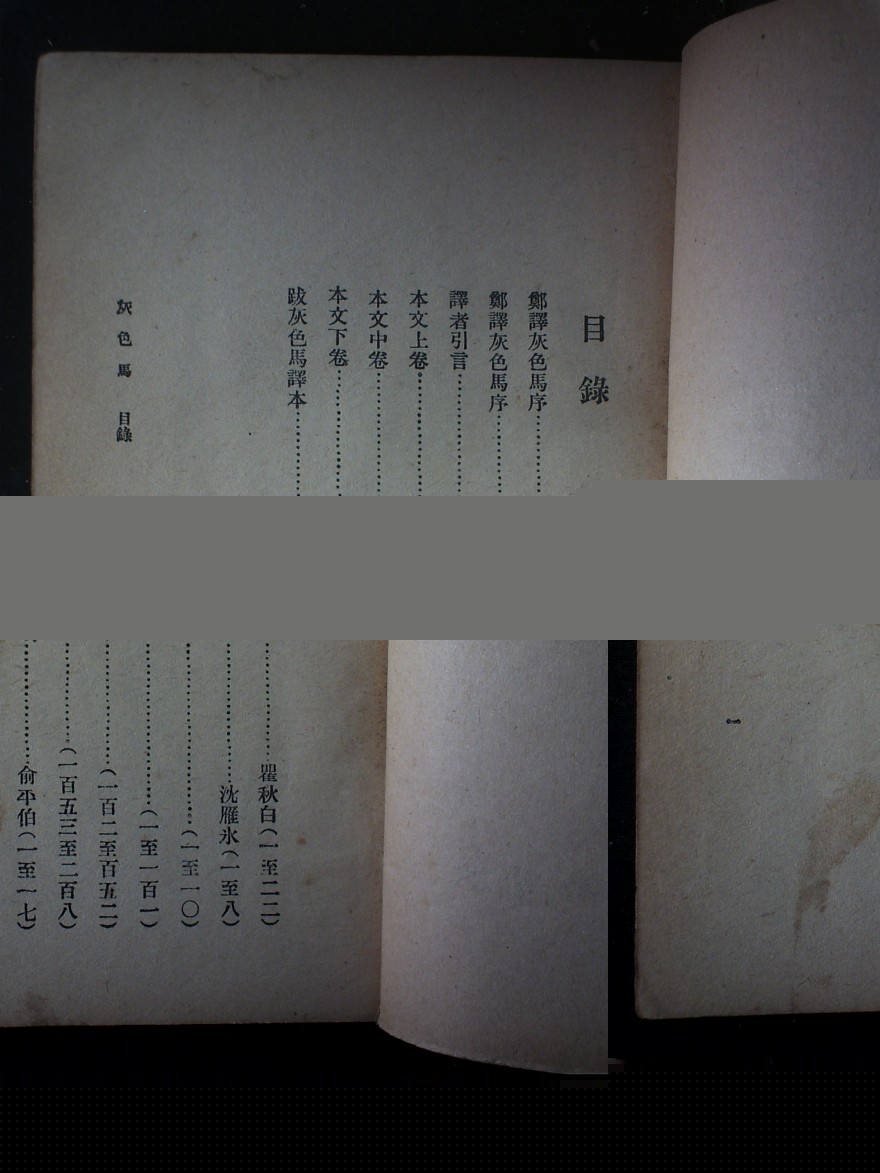 目錄
鄭譯灰色馬序
鄭譯灰色馬序
譯者引言
本文上卷
本文中卷
本文下卷
跋灰色馬譯本
灰色馬 目錄
一
瞿秋白(一至二二)
沈雁氷(一至八)
(一至一〇)
(一至一百一)
(一百二至百五二)
(一百五三至二百八)
俞平伯(一至一七)